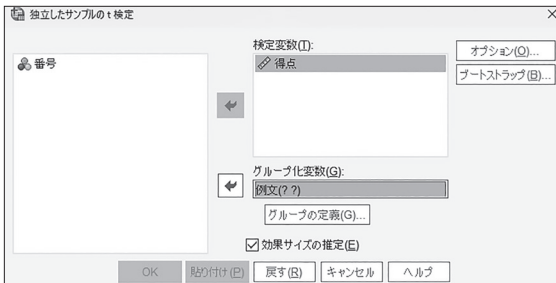 独立したサンプルの t 検定
検定変数(T):
番号
得点
オプション(O)...
ブートストラップ(B)...
グループ化変数(G):
例文(? ?)
グループの定義(G)...
効果サイズの推定(E)
OK
貼り付け(P)
戻す(R)
キャンセル
ヘルプ